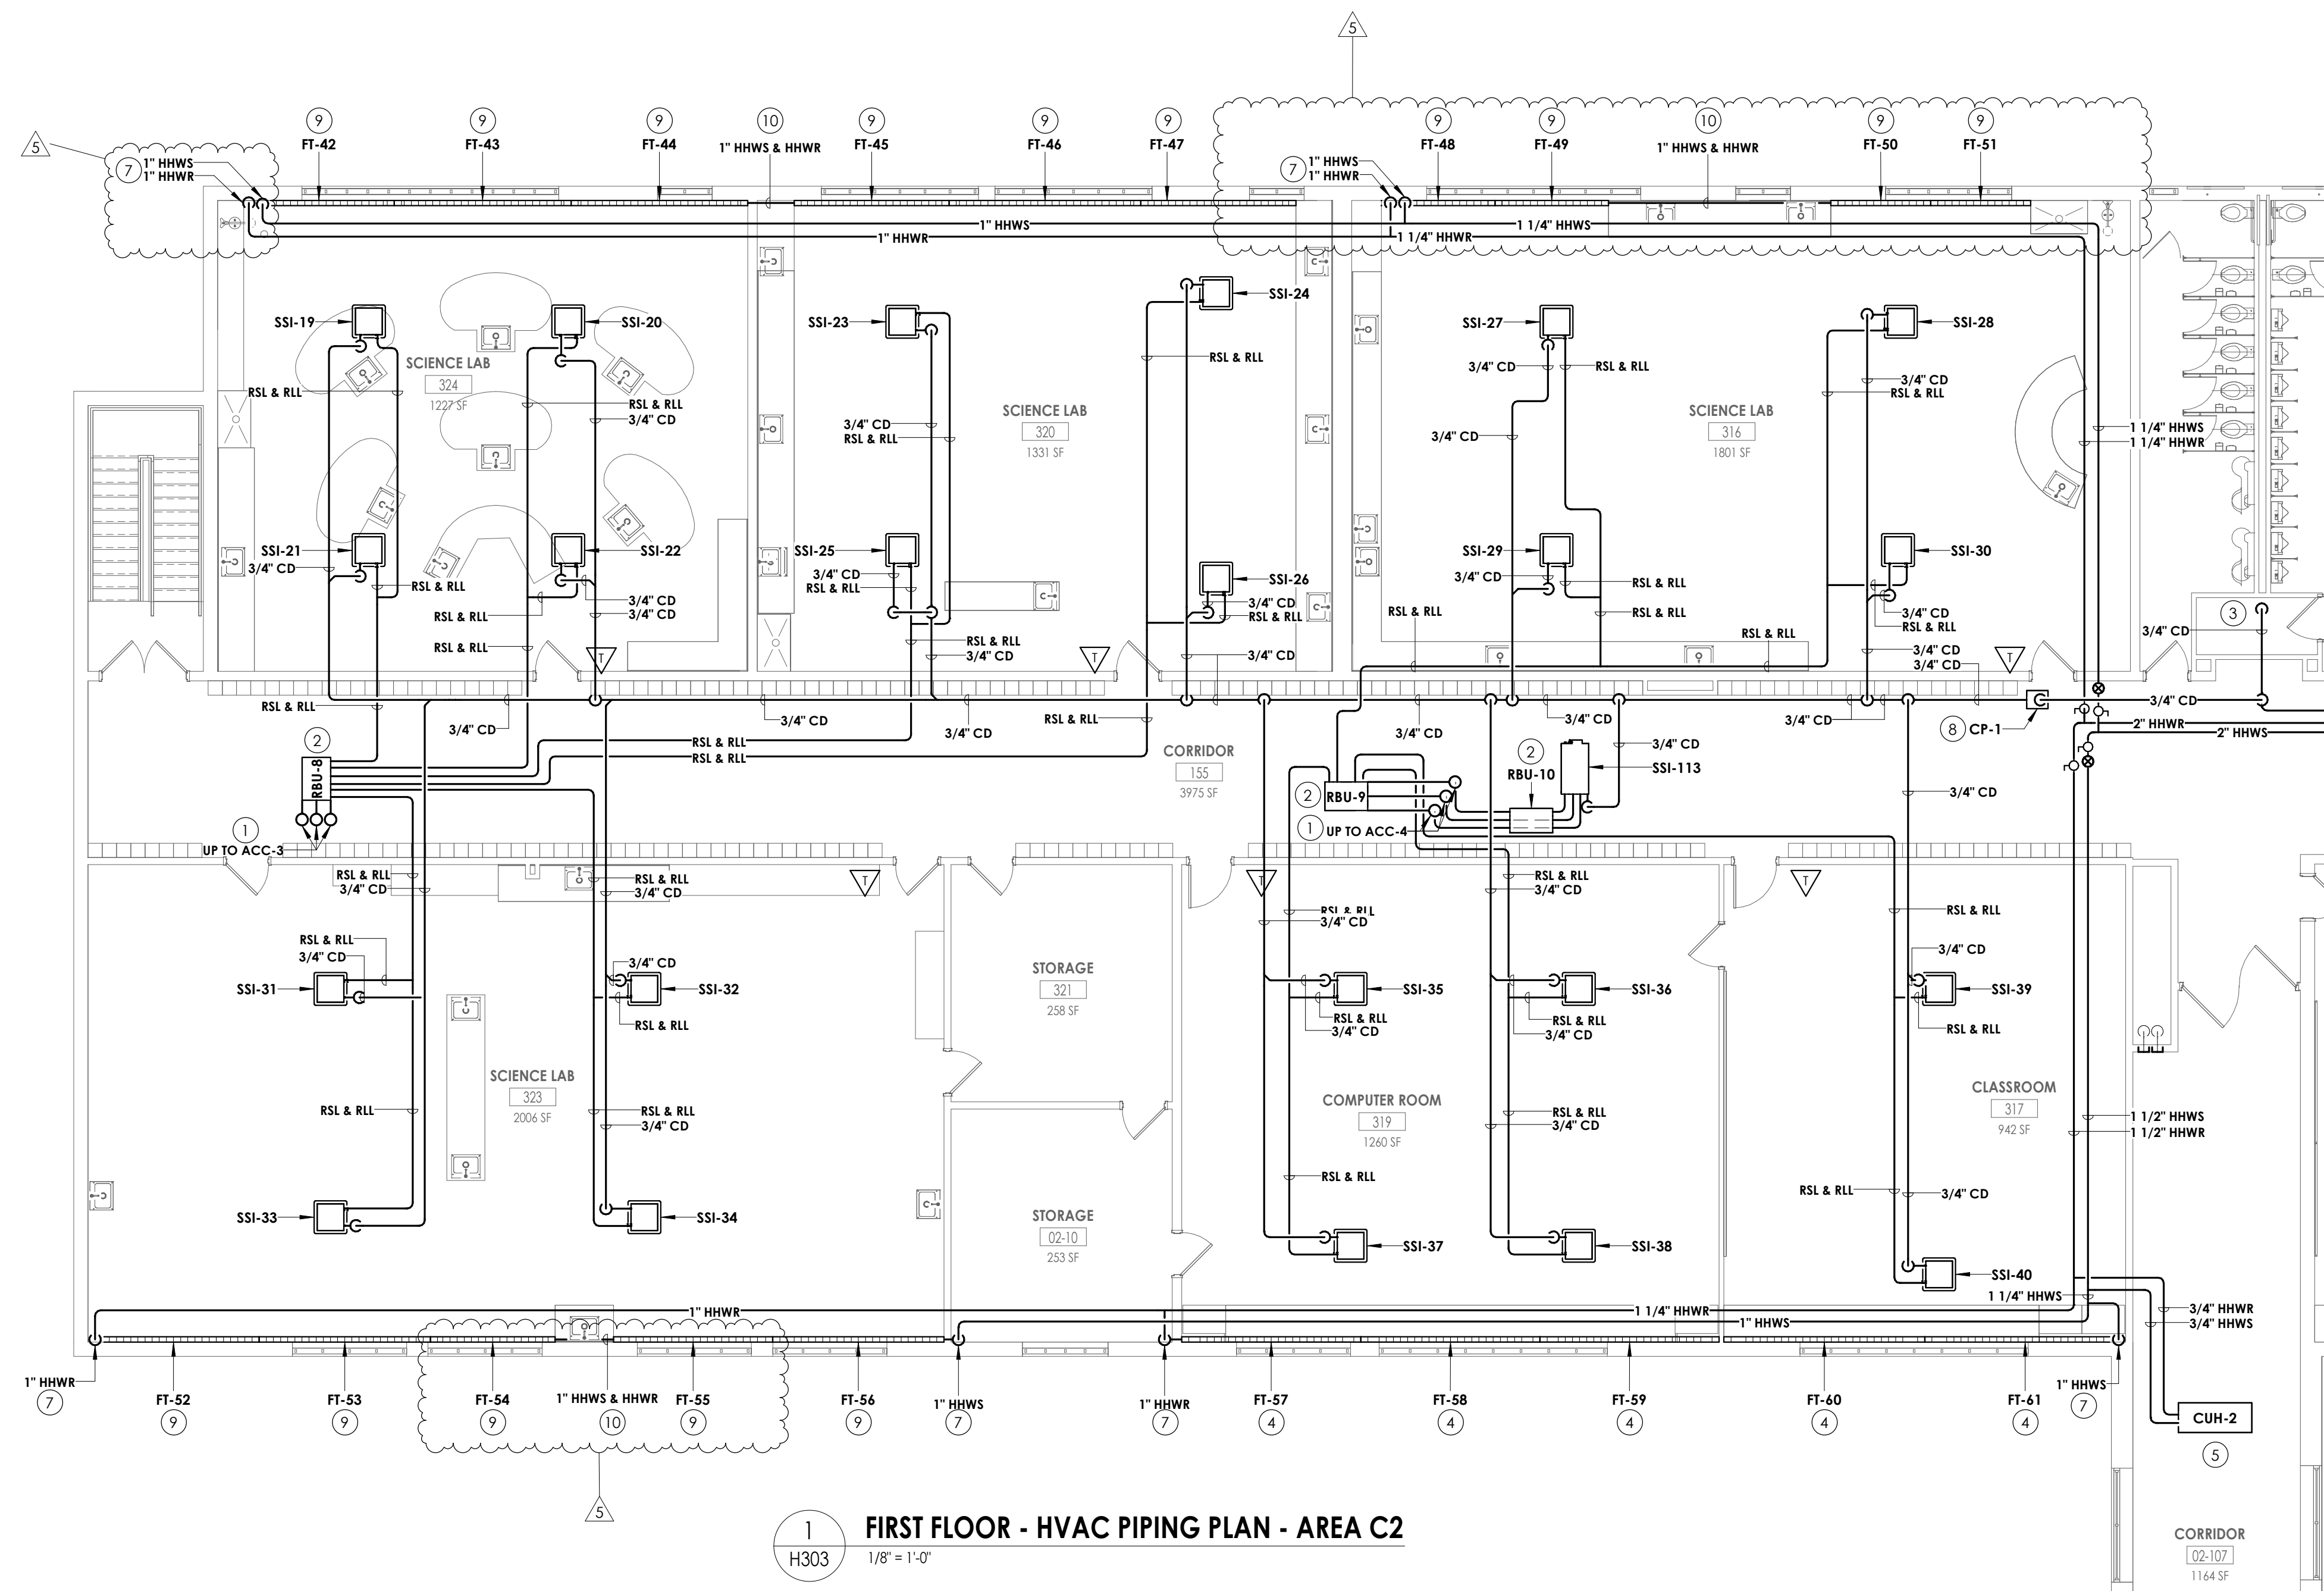 5
5
9 9 9 10 9 9 9 9 9 10 9 9
FT-42 FT-43 FT-44 1" HHWS & HHWR FT-45 FT-46 FT-47 FT-48 FT-49 1" HHWS & HHWR FT-50 FT-51
7 1" HHWS
1" HHWR
7 1" HHWS
1" HHWR
1" HHWS 1 1/4" HHWS
1" HHWR 1 1/4" HHWR
SSI-19 SSI-20 SSI-23 SSI-24 SSI-27 SSI-28
SCIENCE LAB
324
1227 SF
RSL & RLL
RSL & RLL
3/4" CD
3/4" CD
RSL & RLL
SCIENCE LAB
320
1331 SF
RSL & RLL
3/4" CD
RSL & RLL
3/4" CD
SCIENCE LAB
316
1801 SF
3/4" CD
RSL & RLL
1 1/4" HHWS
1 1/4" HHWR
SSI-21
3/4" CD
RSL & RLL
SSI-22
RSL & RLL
3/4" CD
3/4" CD
RSL & RLL
SSI-25
3/4" CD
RSL & RLL
RSL & RLL
3/4" CD
SSI-26
3/4" CD
RSL & RLL
3/4" CD
SSI-29
3/4" CD
RSL & RLL
RSL & RLL
RSL & RLL
SSI-30
3/4" CD
RSL & RLL
RSL & RLL
3/4" CD
3/4" CD
3
3/4" CD
T T T
RSL & RLL
3/4" CD
3/4" CD
3/4" CD
RSL & RLL
3/4" CD
3/4" CD
3/4" CD
8 CP-1
3/4" CD
2" HHWR
2" HHWS
2
RBU-8
RSL & RLL
RSL & RLL
CORRIDOR
155
3975 SF
2 RBU-9
2
RBU-10
3/4" CD
SSI-113
3/4" CD
1
UP TO ACC-3
1 UP TO ACC-4
RSL & RLL
3/4" CD
RSL & RLL
3/4" CD
T T T
RSL & RLL
3/4" CD
RSL & RLL
3/4" CD
RSL & RLL
RSL & RLL
3/4" CD
SSI-31
3/4" CD
SSI-32
RSL & RLL
STORAGE
321
258 SF
SSI-35
RSL & RLL
3/4" CD
SSI-36
RSL & RLL
3/4" CD
3/4" CD
SSI-39
RSL & RLL
SCIENCE LAB
323
2006 SF
RSL & RLL
RSL & RLL
3/4" CD
COMPUTER ROOM
319
1260 SF
RSL & RLL
3/4" CD
CLASSROOM
317
942 SF
1 1/2" HHWS
1 1/2" HHWR
RSL & RLL
RSL & RLL
3/4" CD
SSI-33 SSI-34
STORAGE
02-10
253 SF
SSI-37 SSI-38 SSI-40
1" HHWR 1 1/4" HHWR
1" HHWS 1 1/4" HHWS
3/4" HHWR
3/4" HHWS
1" HHWR
7
FT-52 FT-53 FT-54 1" HHWS & HHWR FT-55 FT-56
9 9 9 10 9 9
1" HHWS
7
1" HHWR
7
FT-57 FT-58 FT-59 FT-60 FT-61
4 4 4 4 4
1" HHWS
7
CUH-2
5
5
1
H303
FIRST FLOOR - HVAC PIPING PLAN - AREA C2
1/8" = 1'-0"
CORRIDOR
02-107
1164 SF